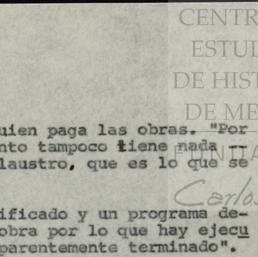 CENTR
ESTUD
DE HIST
DE ME
uien paga las obras. "Por
nto tampoco tiene nada --
laustro, que es lo que se
Carlos
ificado y un programa de-
obra por lo que hay ejecu
parentemente terminado".